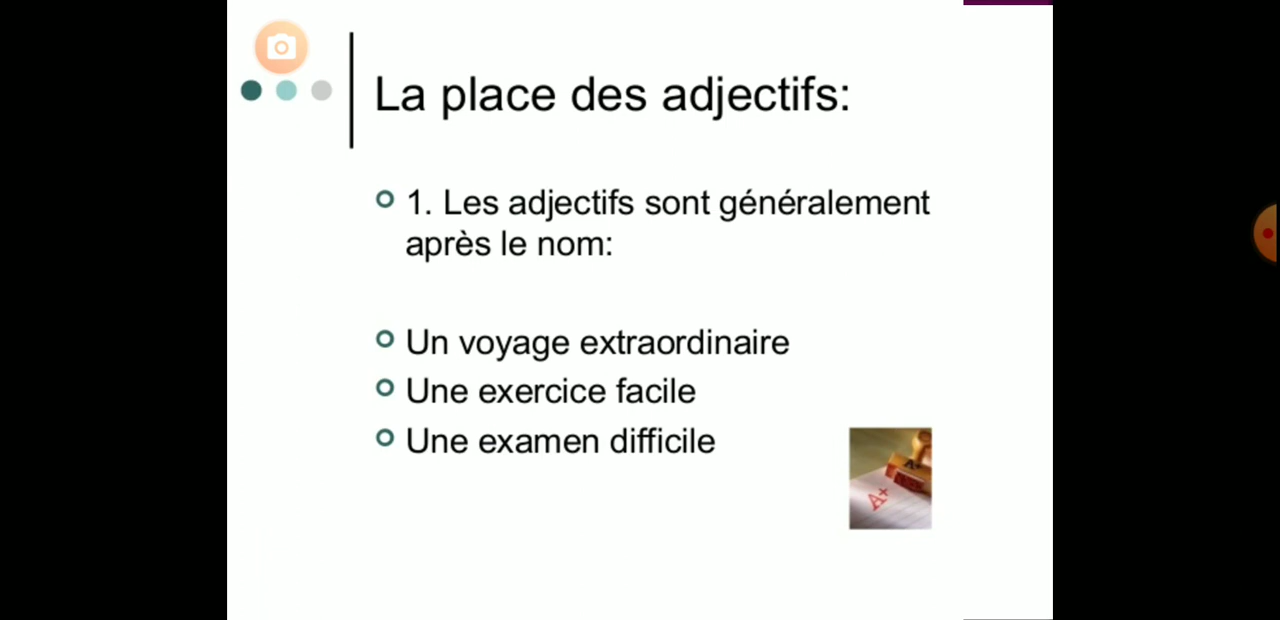 La place des adjectifs:
1. Les adjectifs sont généralement
après le nom:
Un voyage extraordinaire
Une exercice facile
Une examen difficile
A+